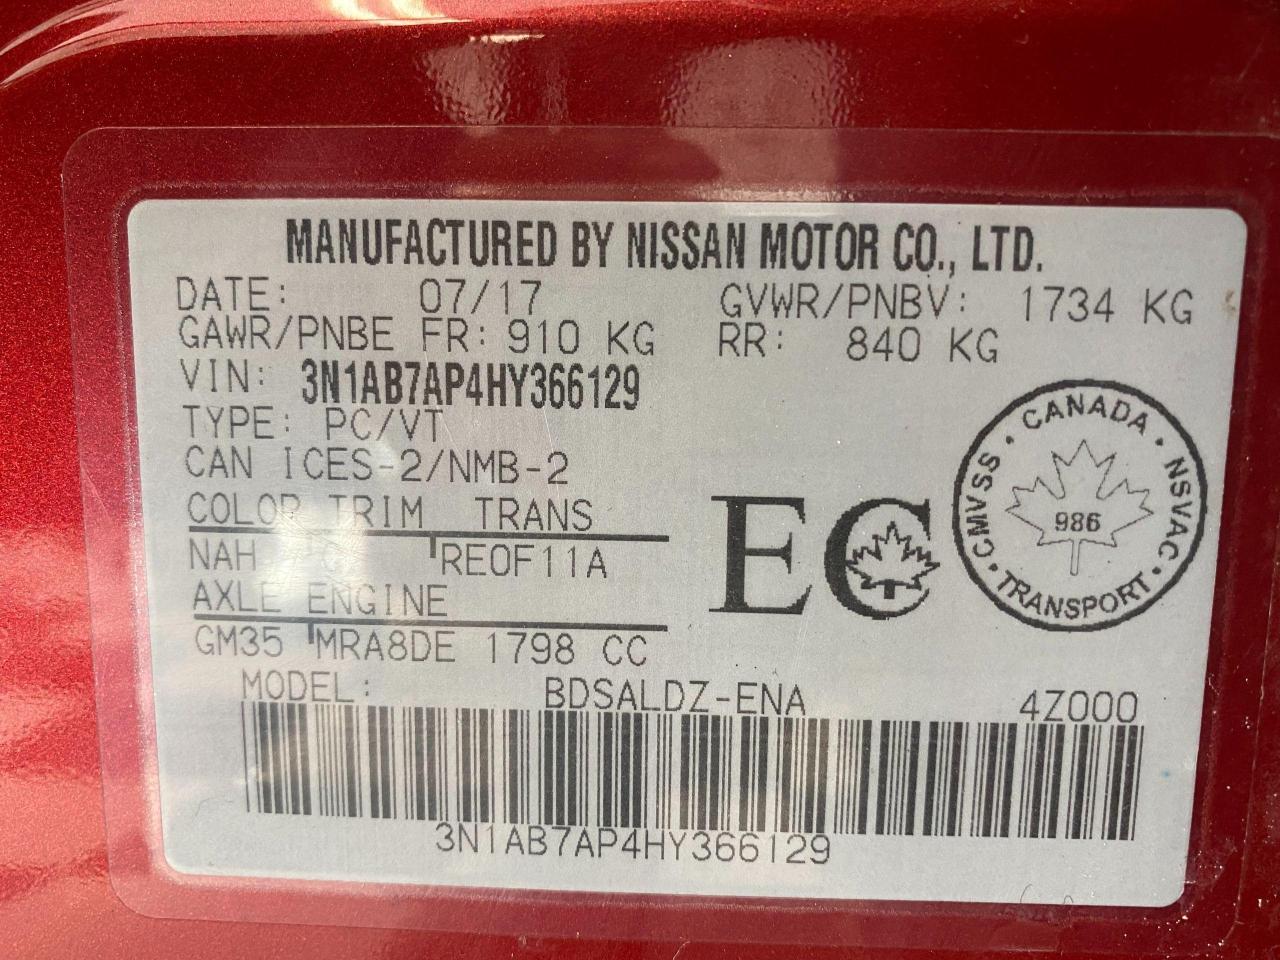 MANUFACTURED BY NISSAN MOTOR CO., LTD.
DATE: 07/17 GVWR/PNBV: 1734 KG
GAWR/PNBE FR: 910 KG RR: 840 KG
VIN: 3N1AB7AP4HY366129
TYPE: PC/VT
CAN ICES-2/NMB-2
COLOR TRIM TRANS
NAH RE0F11A
AXLE ENGINE
GM35 MRA8DE 1798 CC
EC
CANADA · NSVAC · TRANSPORT · CMVSS ·
986
MODEL: BDSALDZ-ENA 4Z000
3N1AB7AP4HY366129